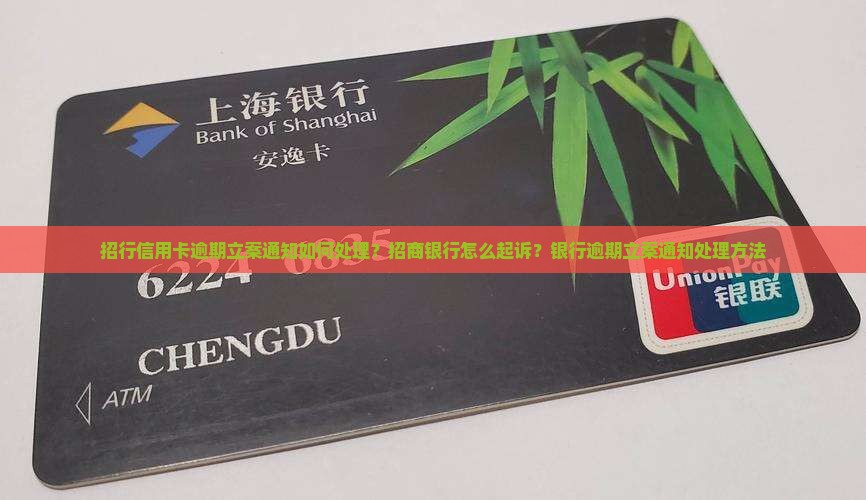 上海银行
Bank of Shanghai
安逸卡
招行信用卡逾期立案通知如何处理？招商银行怎么起诉？银行逾期立案通知处理方法
6224 0835
UnionPay
银联
CHENGDU
ATM